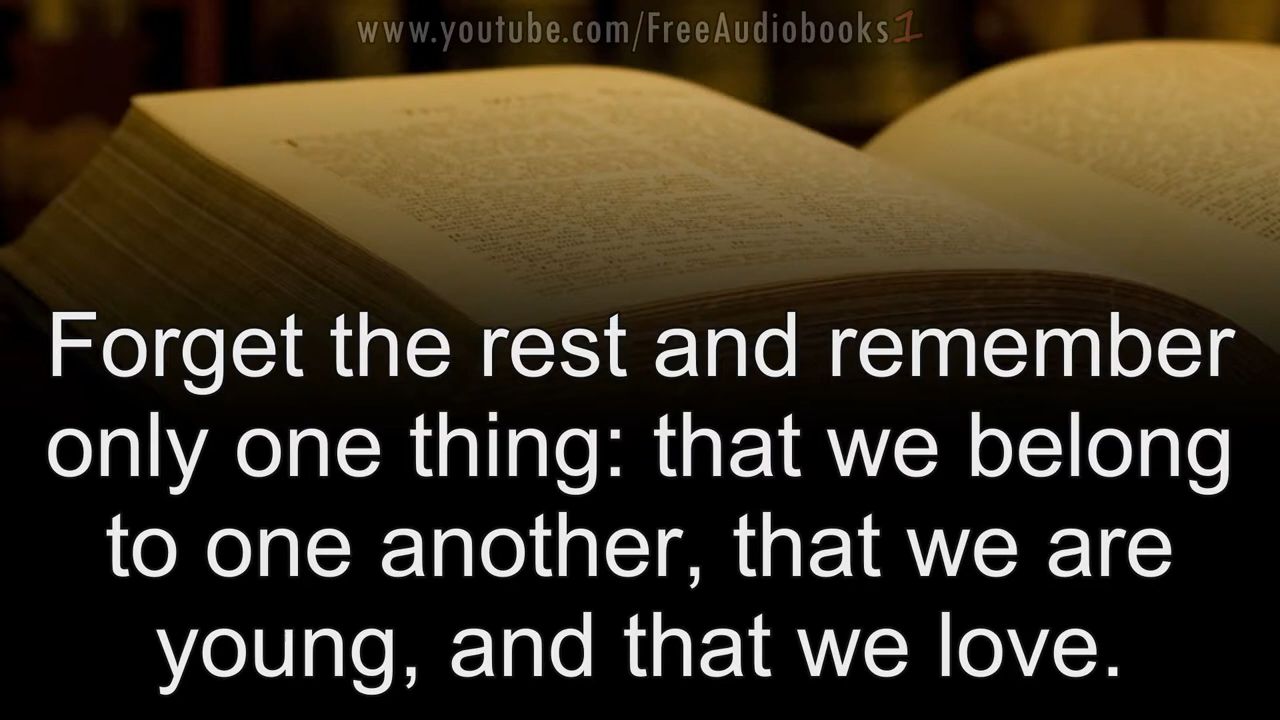 www.youtube.com/FreeAudiobooks1
Forget the rest and remember
only one thing: that we belong
to one another, that we are
young, and that we love.